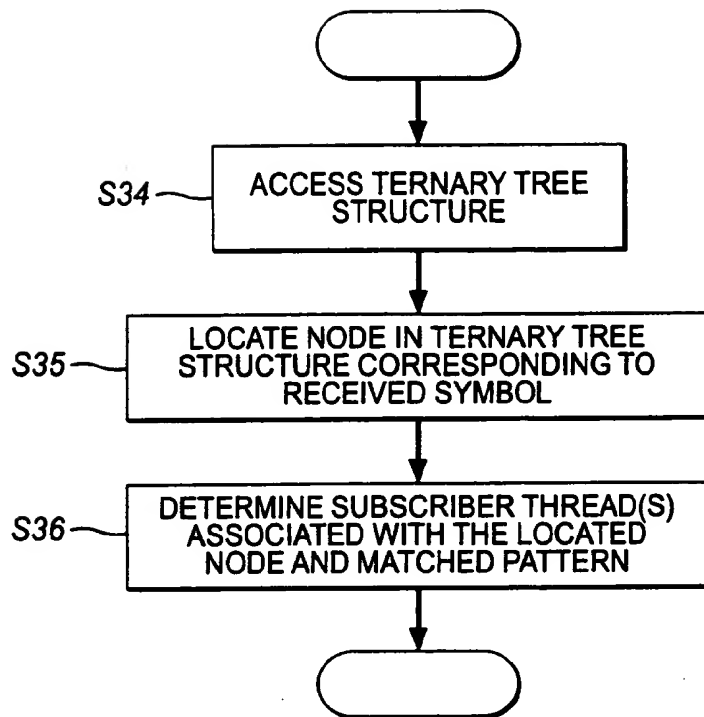 S34
ACCESS TERNARY TREE
STRUCTURE
S35
LOCATE NODE IN TERNARY TREE
STRUCTURE CORRESPONDING TO
RECEIVED SYMBOL
S36
DETERMINE SUBSCRIBER THREAD(S)
ASSOCIATED WITH THE LOCATED
NODE AND MATCHED PATTERN